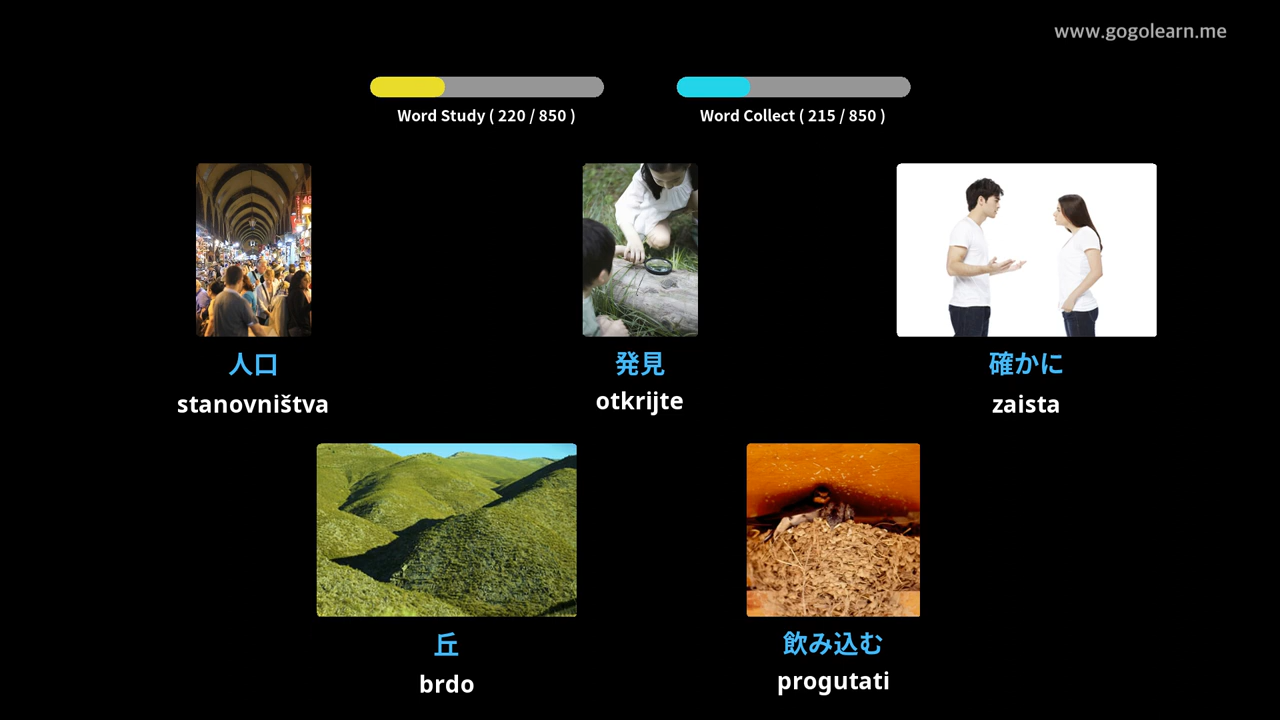 www.gogolearn.me
Word Study ( 220 / 850 )
Word Collect ( 215 / 850 )
人口
stanovništva
発見
otkrijte
確かに
zaista
丘
brdo
飲み込む
progutati